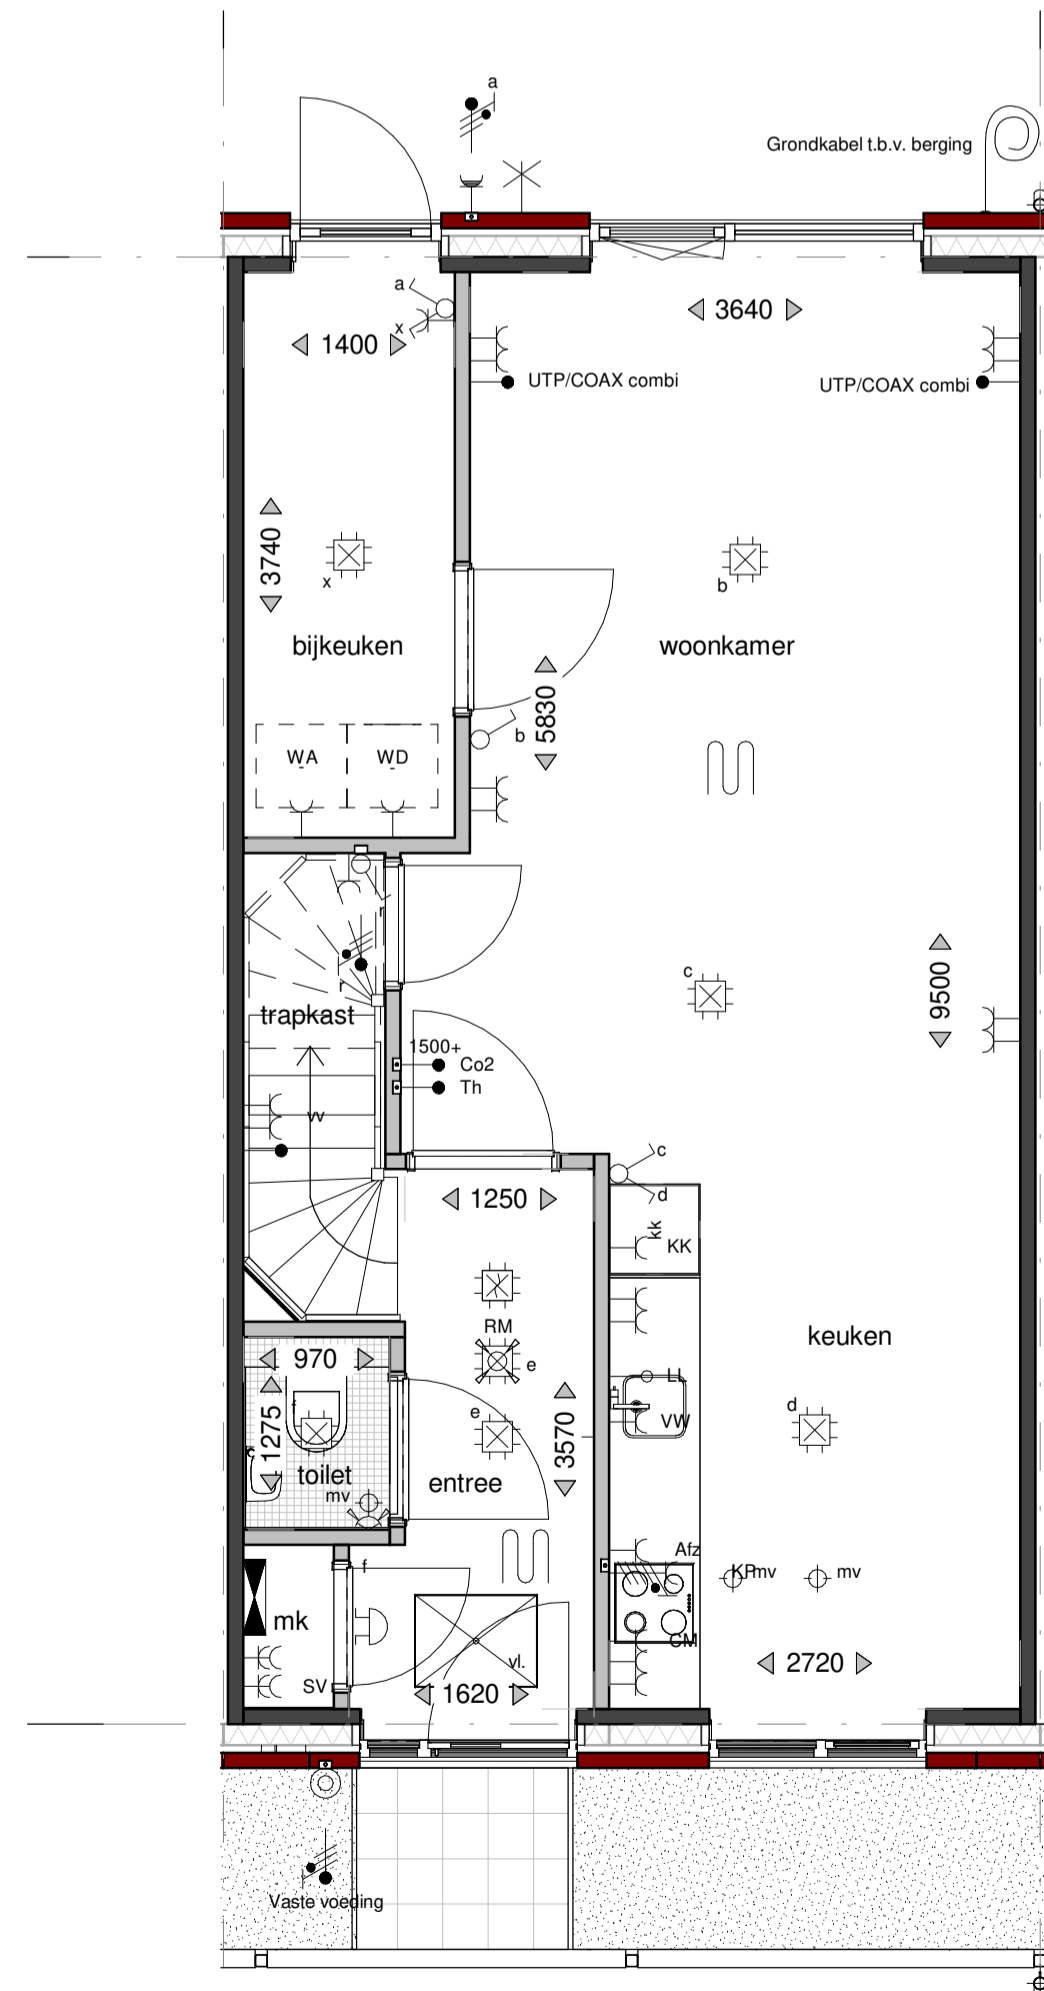 a
Grondkabel t.b.v. berging
a
x
1400
3640
UTP/COAX combi
UTP/COAX combi
3740
x
b
bijkeuken
woonkamer
5830
b
WA
WD
r
r
trapkast
c
9500
1500+
Co2
Th
vv
c
d
1250
kk
KK
RM
e
keuken
970
LL
VW
1275
f
e
3570
d
toilet
entree
mv
Afz
f
KP
mv
mv
mk
SV
vl.
1620
CM
2720
Vaste voeding